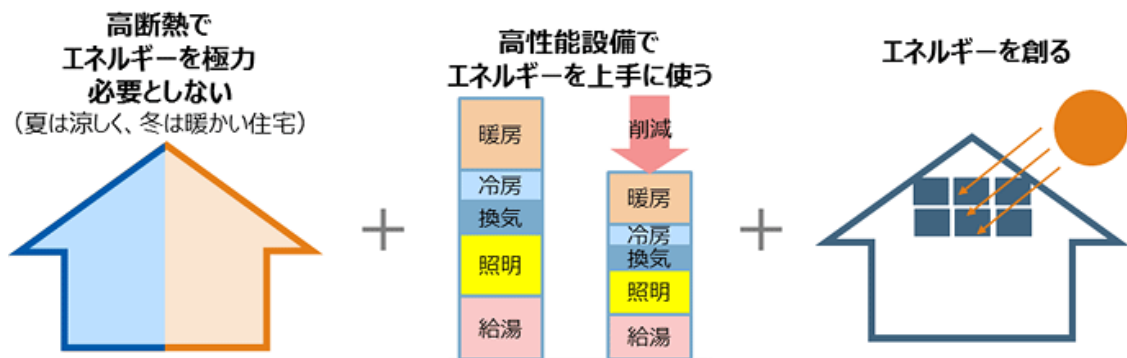 高断熱で
エネルギーを極力
必要としない
（夏は涼しく、冬は暖かい住宅）
高性能設備で
エネルギーを上手に使う
暖房
冷房
換気
照明
給湯
削減
暖房
冷房
換気
照明
給湯
エネルギーを創る